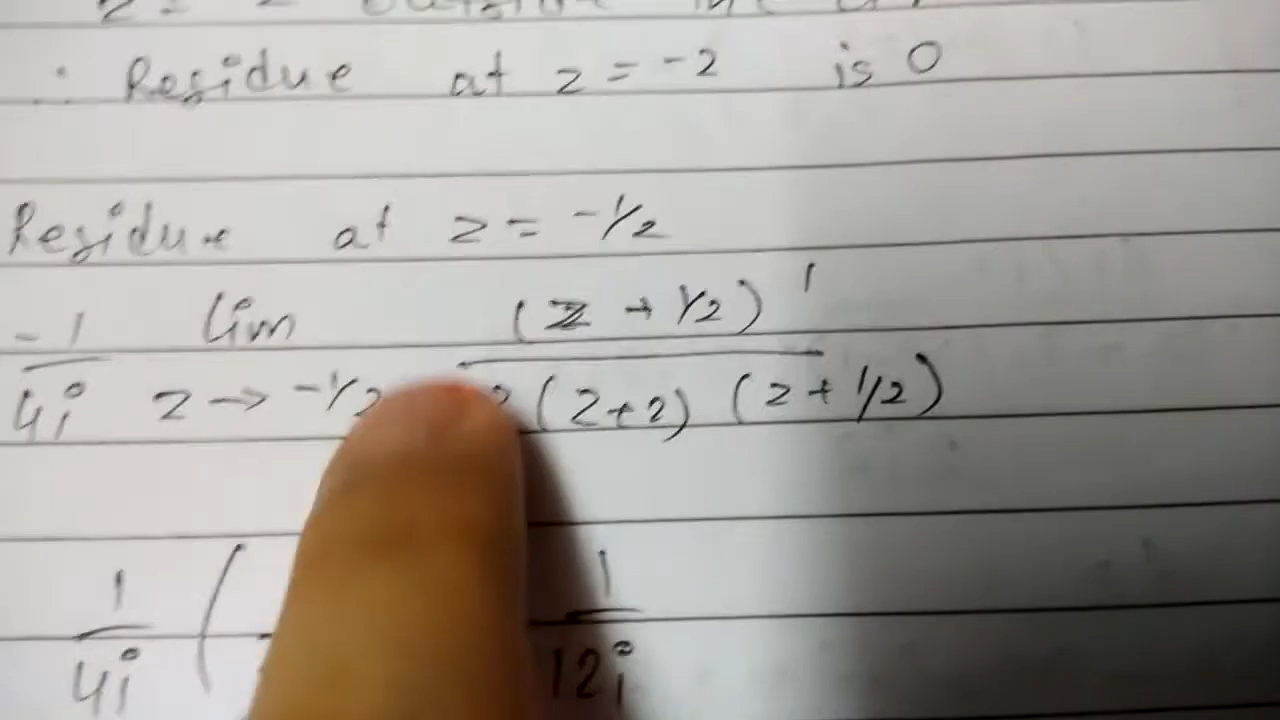 ∴ Residue at z = -2 is 0
Residue at z = -1/2
-1/4i lim z → -1/2 (z + 1/2) ' / 2 (z+2) (z + 1/2)
1/4i ( 1/12i